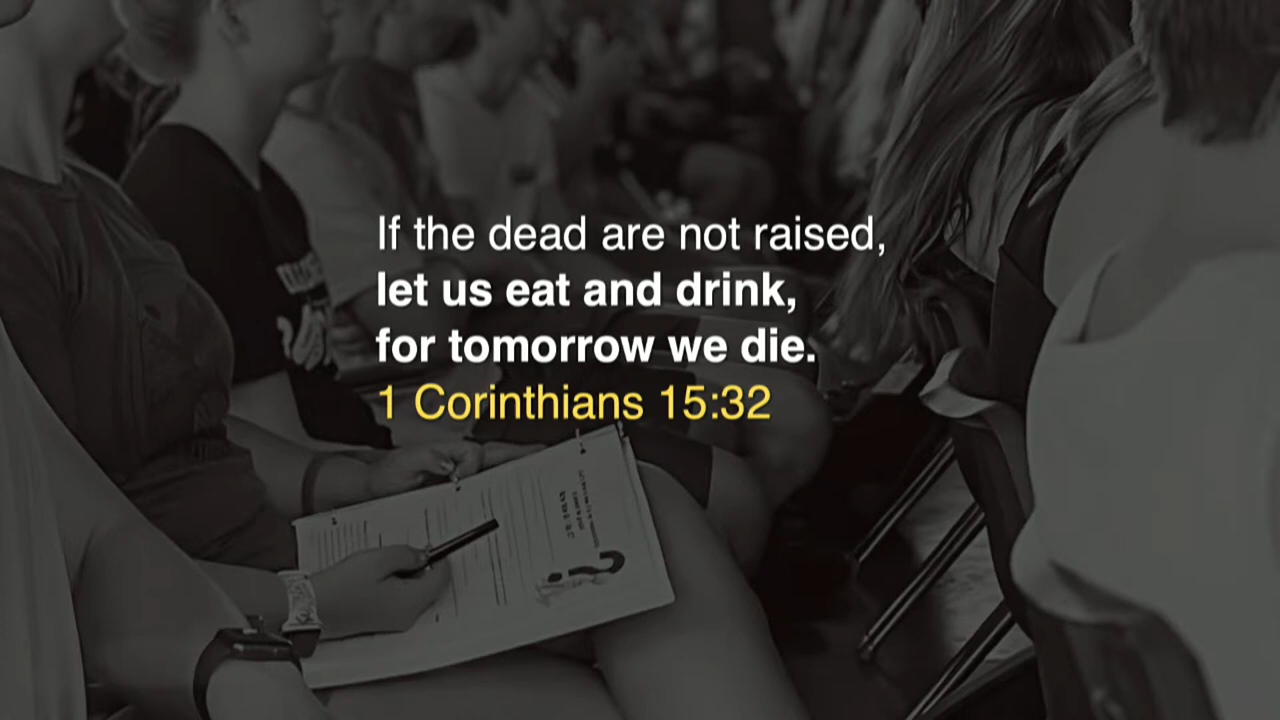 If the dead are not raised,
let us eat and drink,
for tomorrow we die.
1 Corinthians 15:32
?